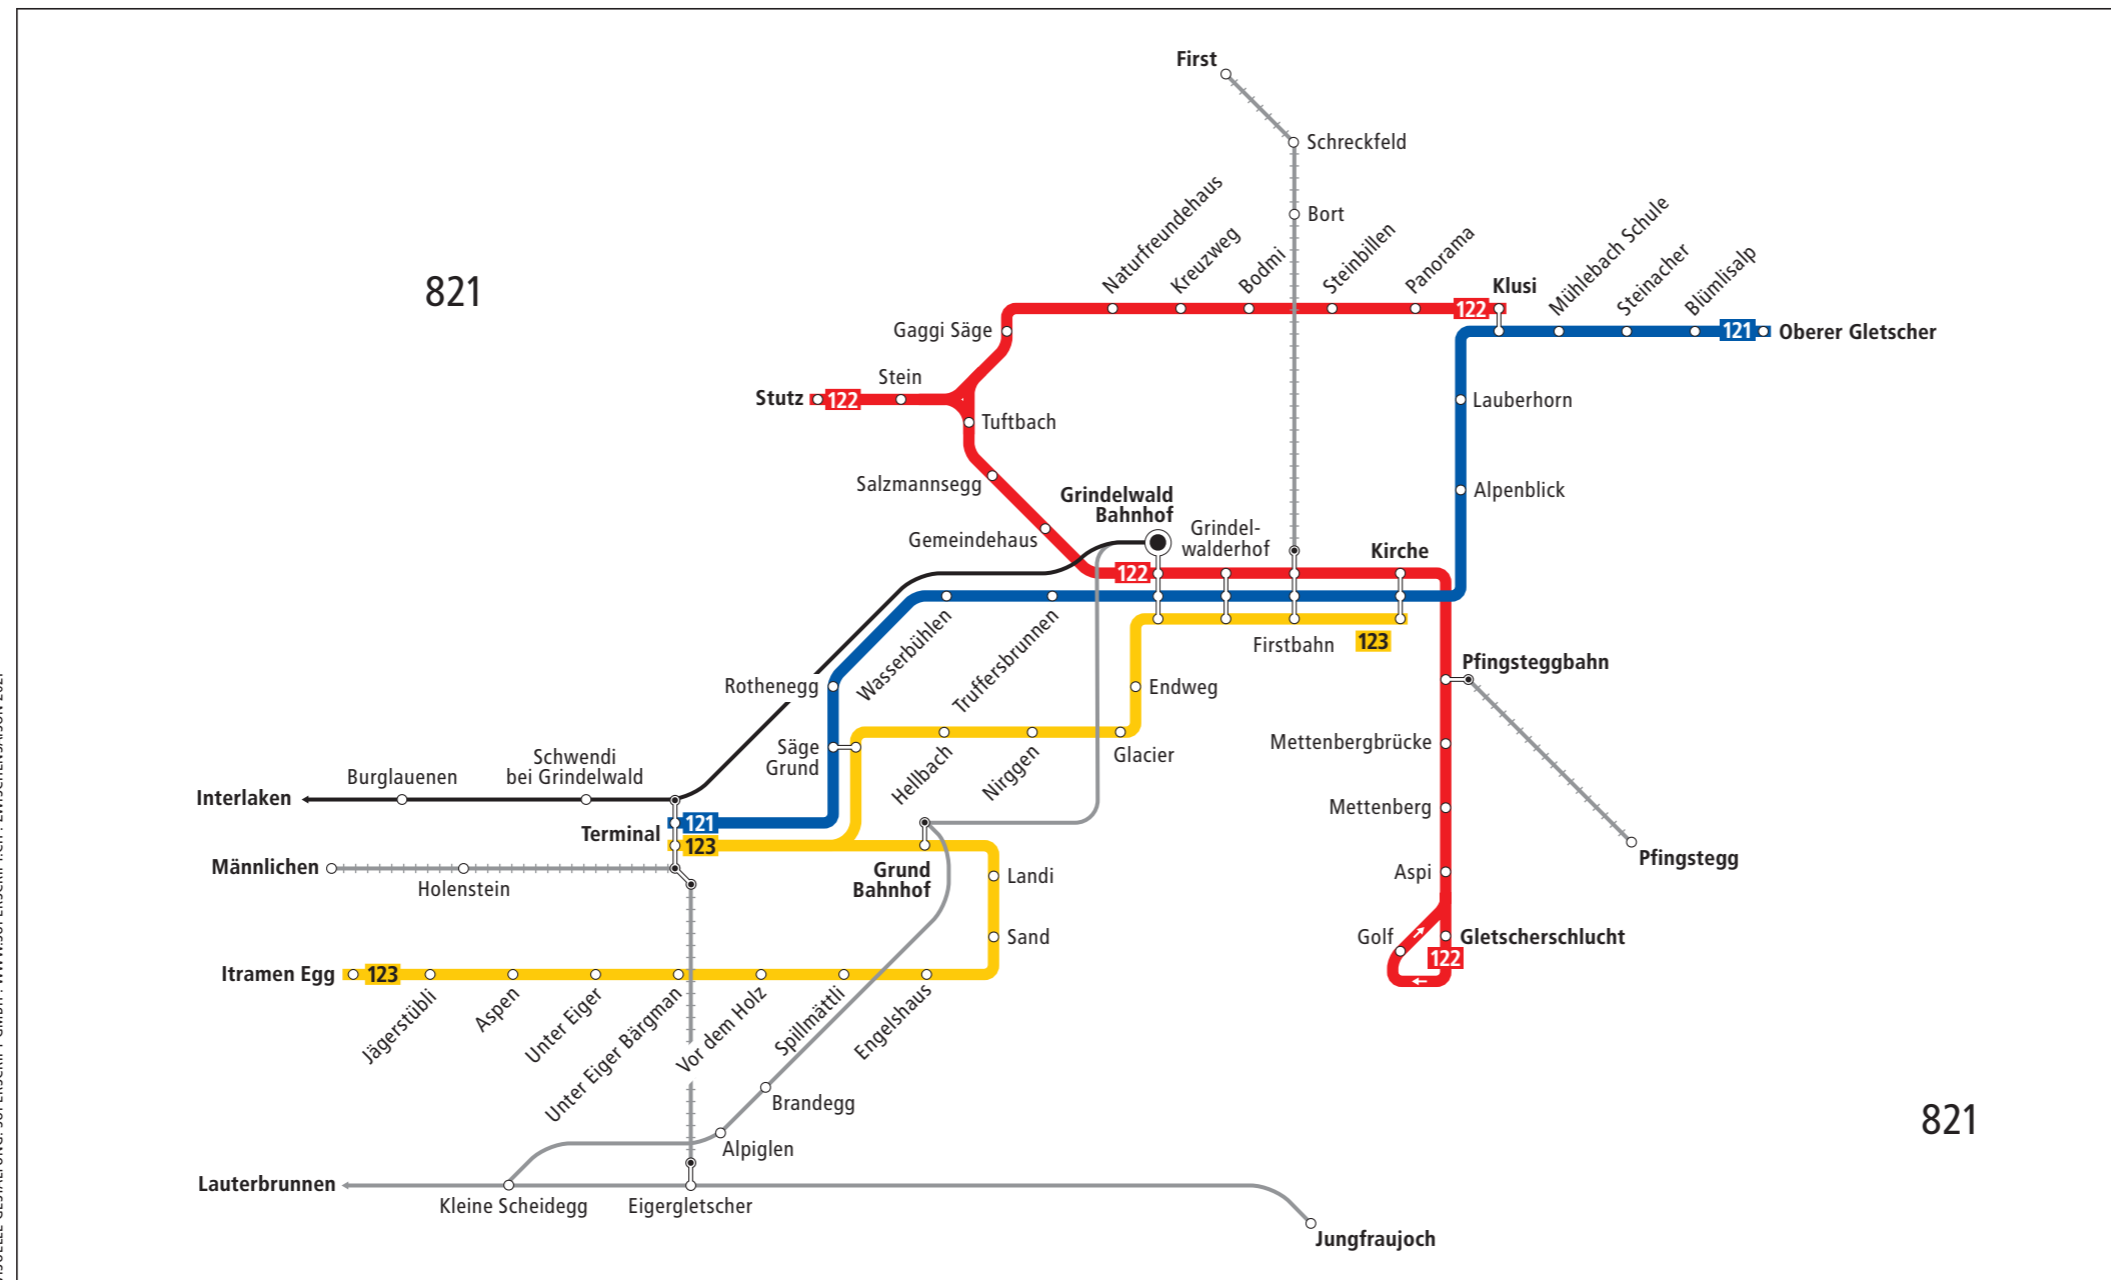 First
Schreckfeld
Bort
821
Naturfreundehaus
Kreuzweg
Bodmi
Steinbillen
Panorama
Klusi
122
Mühlebach Schule
Steinacher
Blümlisalp
121
Oberer Gletscher
Gaggi Säge
Stein
Stutz
122
Tuftbach
Lauberhorn
Salzmannsegg
Alpenblick
Grindelwald
Bahnhof
Grindel-
walderhof
Gemeindehaus
Kirche
122
Wasserbühlen
Truffersbrunnen
Firstbahn
123
Rothenegg
Endweg
Pfingsteggbahn
Säge
Grund
Hellbach
Nirggen
Glacier
Mettenbergbrücke
Schwendi
bei Grindelwald
Burglauenen
Interlaken
Terminal
121
123
Mettenberg
Männlichen
Holenstein
Grund
Bahnhof
Landi
Aspi
Pfingstegg
Sand
Golf
Gletscherschlucht
122
Itramen Egg
123
Jägerstübli
Aspen
Unter Eiger
Unter Eiger Bärgman
Vor dem Holz
Spillmättli
Engelshaus
Brandegg
821
Alpiglen
Lauterbrunnen
Kleine Scheidegg
Eigergletscher
Jungfraujoch